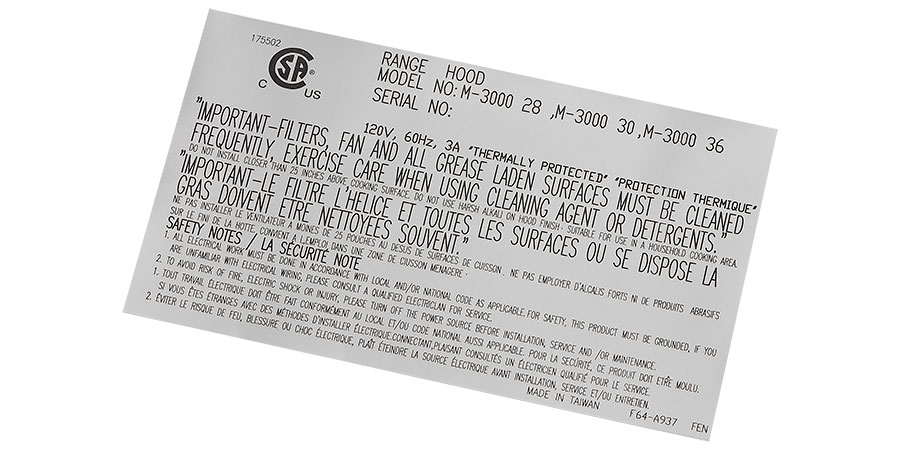 175502
CSA®
C US
RANGE HOOD
MODEL NO: M-3000 28 ,M-3000 30,M-3000 36
SERIAL NO:
120V, 60Hz, 3A "THERMALLY PROTECTED" "PROTECTION THERMIQUE"
"IMPORTANT-FILTERS, FAN AND ALL GREASE LADEN SURFACES MUST BE CLEANED
FREQUENTLY, EXERCISE CARE WHEN USING CLEANING AGENT OR DETERGENTS."
DO NOT INSTALL CLOSER THAN 25 INCHES ABOVE COOKING SURFACE. DO NOT USE HARSH ALKALI ON HOOD FINISH. SUITABLE FOR USE IN A HOUSEHOLD COOKING AREA.
"IMPORTANT-LE FILTRE L'HELICE ET TOUTES LES SURFACES OU SE DISPOSE LA
GRAS DOIVENT ETRE NETTOYÉES SOUVENT."
NE PAS INSTALLER LE VENTILATEUR A MOINES DE 25 POUCHES AU DESUS DE SURFACES DE CUISSON. NE PAS EMPLOYER D'ALCALIS FORTS NI DE PRODUITS ABRASIFS
SUR LE FINI DE LA HOTTE, CONVIENT A L'EMPLOI DANS UNE ZONE DE CUISSON MENAGERE.
SAFETY NOTES / LA SÉCURITÉ NOTE
1. ALL ELECTRICAL WORK MUST BE DONE IN ACCORDANCE WITH LOCAL AND/OR NATIONAL CODE AS APPLICABLE. FOR SAFETY, THIS PRODUCT MUST BE GROUNDED, IF YOU
ARE UNFAMILIAR WITH ELECTRICAL WIRING, PLEASE CONSULT A QUALIFIED ELECTRICLAN FOR SERVICE.
2. TO AVOID RISK OF FIRE, ELECTRIC SHOCK OR INJURY, PLEASE TURN OFF THE POWER SOURCE BEFORE INSTALLATION, SERVICE AND /OR MAINTENANCE.
1. TOUT TRAVAIL ÉLECTRIQUE DOIT ÊTRE FAIT CONFORMÉMENT AU LOCAL ET/OU CODE NATIONAL AUSSI APPLICABLE. POUR LA SECÛRITÉ, CE PRODUIT DOIT ETRE MOULU.
SI VOUS ÊTES ÉTRANGES AVEC DES MÉTHODES D'INSTALLER ÉLECTRIQUE.CONNECTANT,PLAISANT CONSULTÉS UN ÉLECTRICIEN QUALIFIÉ POUR LE SERVICE.
2. ÉVITER LE RISQUE DE FEU, BLESSURE OU CHOC ÉLECTRIQUE, PLAÎT ÉTEINDRE LA SOURCE ÉLECTRIQUE AVANT INSTALLATION, SERVICE ET/OU ENTRETIEN.
MADE IN TAIWAN
F64-A937 FEN